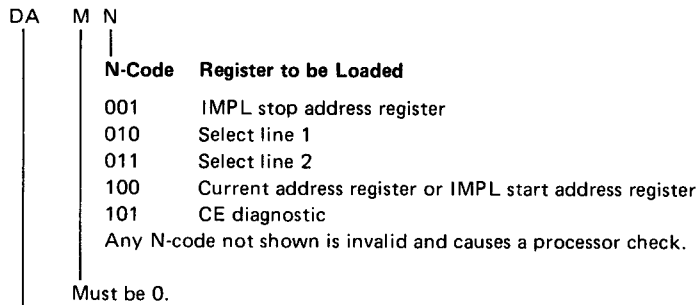 DA M N
N-Code Register to be Loaded
001 IMPL stop address register
010 Select line 1
011 Select line 2
100 Current address register or IMPL start address register
101 CE diagnostic
Any N-code not shown is invalid and causes a processor check.
Must be 0.